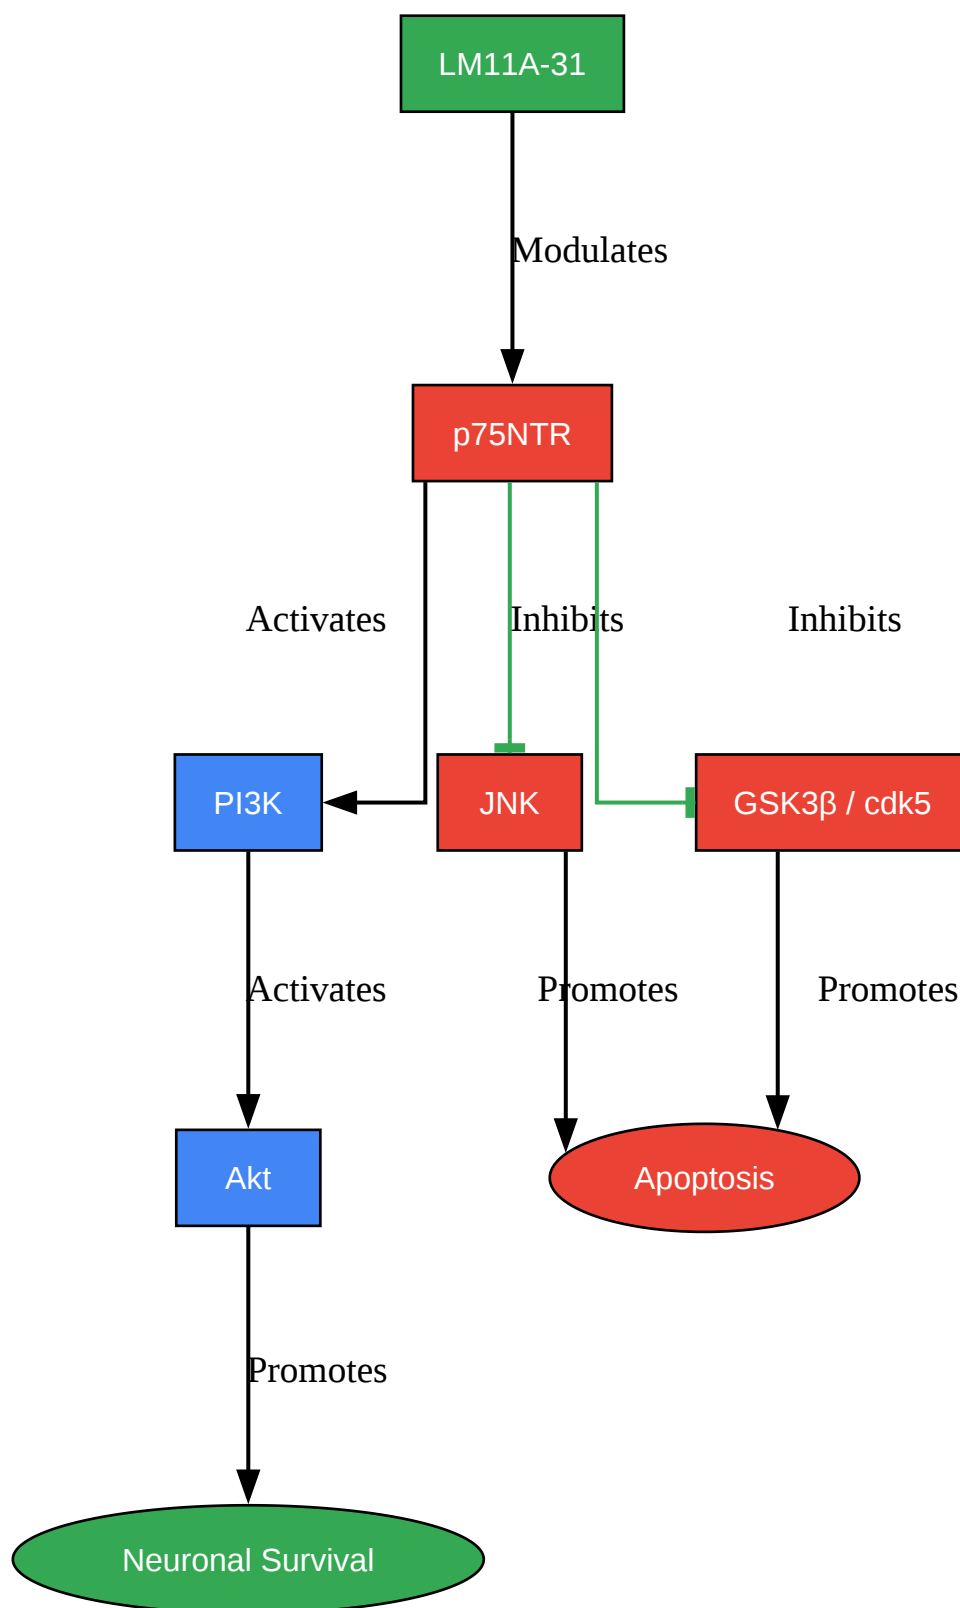 LM11A-31
Modulates
p75NTR
Activates
Inhibits
Inhibits
PI3K
JNK
GSK3β / cdk5
Activates
Promotes
Promotes
Akt
Apoptosis
Promotes
Neuronal Survival